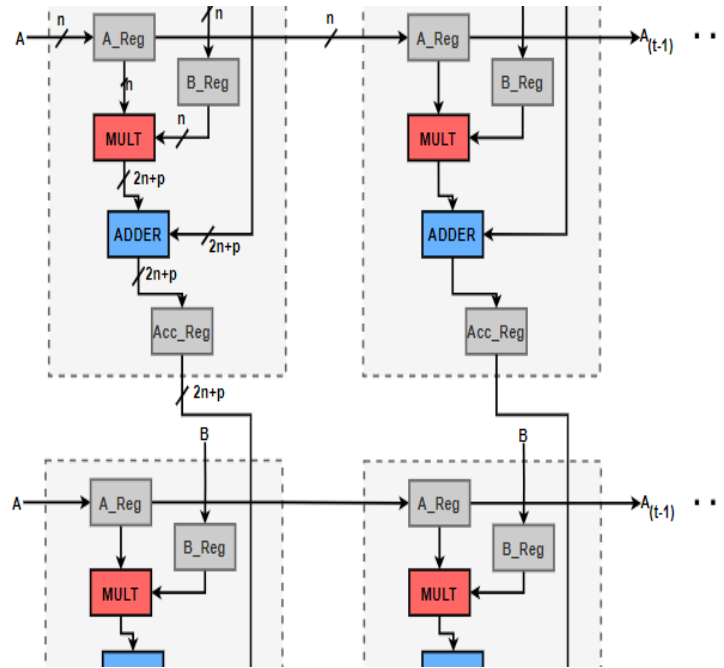 n
n
n
A
A_Reg
A_Reg
A(t-1)
n
B_Reg
B_Reg
n
MULT
MULT
2n+p
ADDER
2n+p
ADDER
2n+p
Acc_Reg
Acc_Reg
2n+p
B
B
A
A_Reg
A_Reg
A(t-1)
B_Reg
B_Reg
MULT
MULT